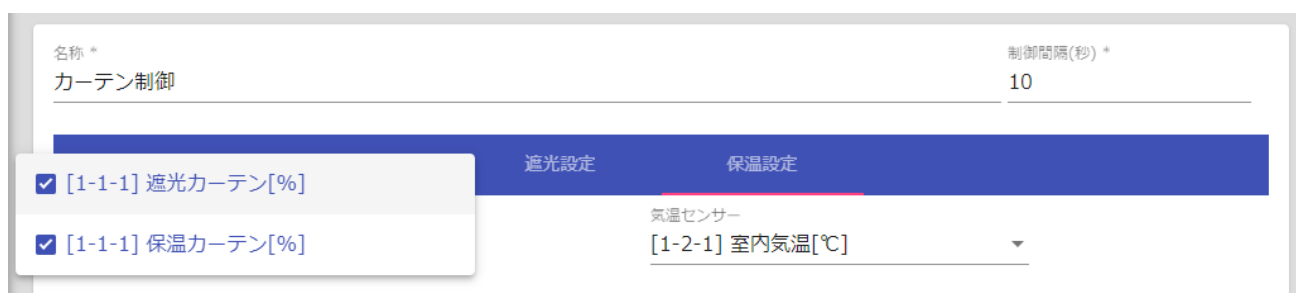 名称 *
制御間隔(秒) *
カーテン制御
10
遮光設定
保温設定
[1-1-1] 遮光カーテン[%]
[1-1-1] 保温カーテン[%]
気温センサー
[1-2-1] 室内気温[℃]